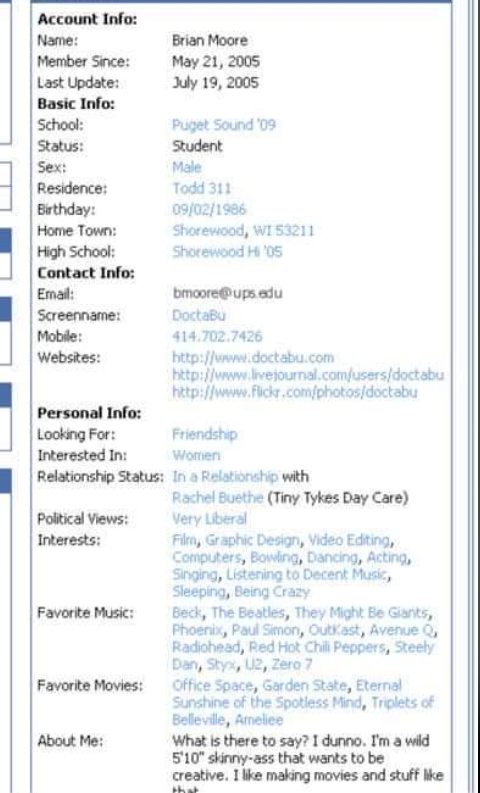 Account Info:
Name: Brian Moore
Member Since: May 21, 2005
Last Update: July 19, 2005
Basic Info:
School: Puget Sound '09
Status: Student
Sex: Male
Residence: Todd 311
Birthday: 09/02/1986
Home Town: Shorewood, WI 53211
High School: Shorewood Hi '05
Contact Info:
Email: bmoore@ups.edu
Screenname: DoctaBu
Mobile: 414.702.7426
Websites: http://www.doctabu.com
http://www.livejournal.com/users/doctabu
http://www.flickr.com/photos/doctabu
Personal Info:
Looking For: Friendship
Interested In: Women
Relationship Status: In a Relationship with
Rachel Buethe (Tiny Tykes Day Care)
Political Views: Very Liberal
Interests: Film, Graphic Design, Video Editing,
Computers, Bowling, Dancing, Acting,
Singing, Listening to Decent Music,
Sleeping, Being Crazy
Favorite Music: Beck, The Beatles, They Might Be Giants,
Phoenix, Paul Simon, OutKast, Avenue Q,
Radiohead, Red Hot Chili Peppers, Steely
Dan, Styx, U2, Zero 7
Favorite Movies: Office Space, Garden State, Eternal
Sunshine of the Spotless Mind, Triplets of
Belleville, Ameliee
About Me: What is there to say? I dunno. I'm a wild
5'10" skinny-ass that wants to be
creative. I like making movies and stuff like